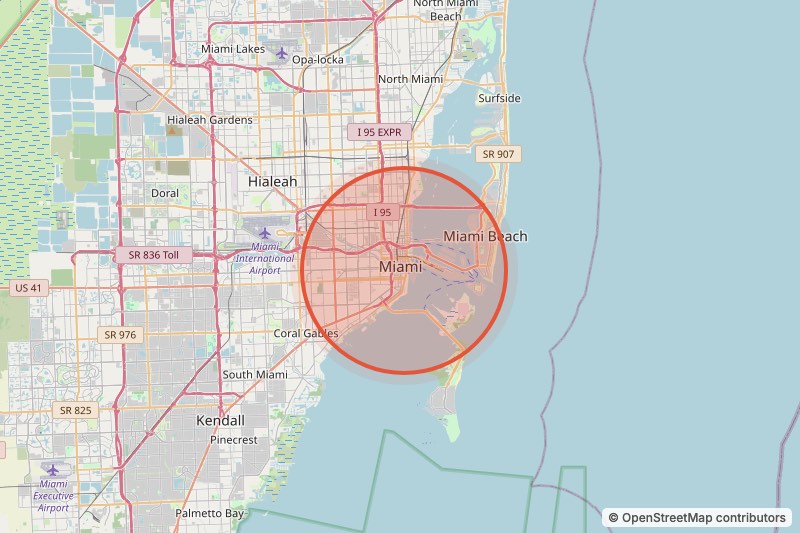 North Miami
Beach
Miami Lakes
Opa-locka
North Miami
Surfside
Hialeah Gardens
I 95 EXPR
SR 907
Hialeah
Doral
I 95
Miami Beach
Miami
International
Airport
SR 836 Toll
Miami
US 41
SR 976
Coral Gables
South Miami
SR 825
Kendall
Pinecrest
Miami
Executive
Airport
Palmetto Bay
© OpenStreetMap contributors